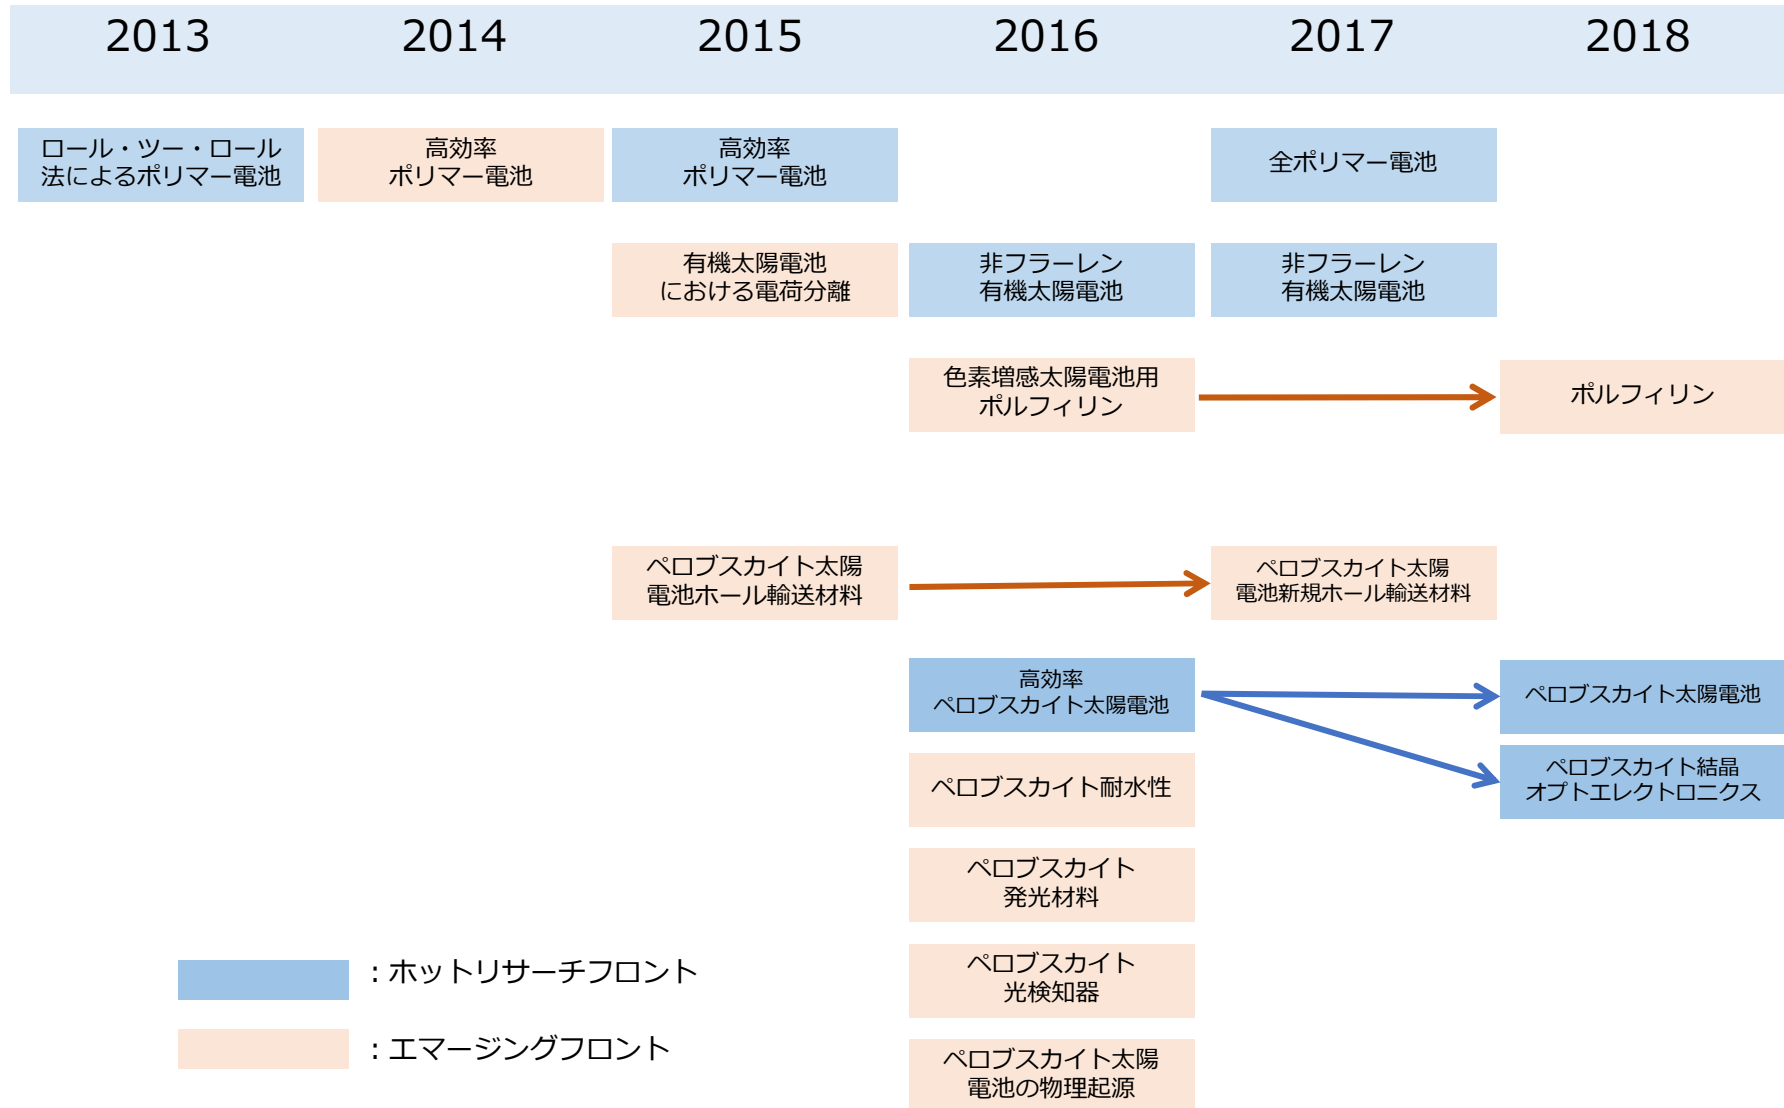 2013
2014
2015
2016
2017
2018
ロール・ツー・ロール
法によるポリマー電池
高効率
ポリマー電池
高効率
ポリマー電池
全ポリマー電池
有機太陽電池
における電荷分離
非フラーレン
有機太陽電池
非フラーレン
有機太陽電池
色素増感太陽電池用
ポルフィリン
ポルフィリン
ペロブスカイト太陽
電池ホール輸送材料
ペロブスカイト太陽
電池新規ホール輸送材料
高効率
ペロブスカイト太陽電池
ペロブスカイト太陽電池
ペロブスカイト結晶
オプトエレクトロニクス
ペロブスカイト耐水性
ペロブスカイト
発光材料
ペロブスカイト
光検知器
ペロブスカイト太陽
電池の物理起源
：ホットリサーチフロント
：エマージングフロント